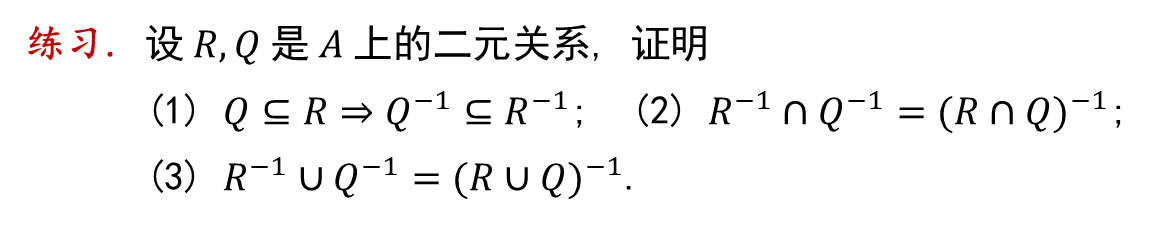 练习. 设 R, Q 是 A 上的二元关系, 证明
(1) Q ⊆ R ⇒ Q⁻¹ ⊆ R⁻¹; (2) R⁻¹ ∩ Q⁻¹ = (R ∩ Q)⁻¹;
(3) R⁻¹ ∪ Q⁻¹ = (R ∪ Q)⁻¹.